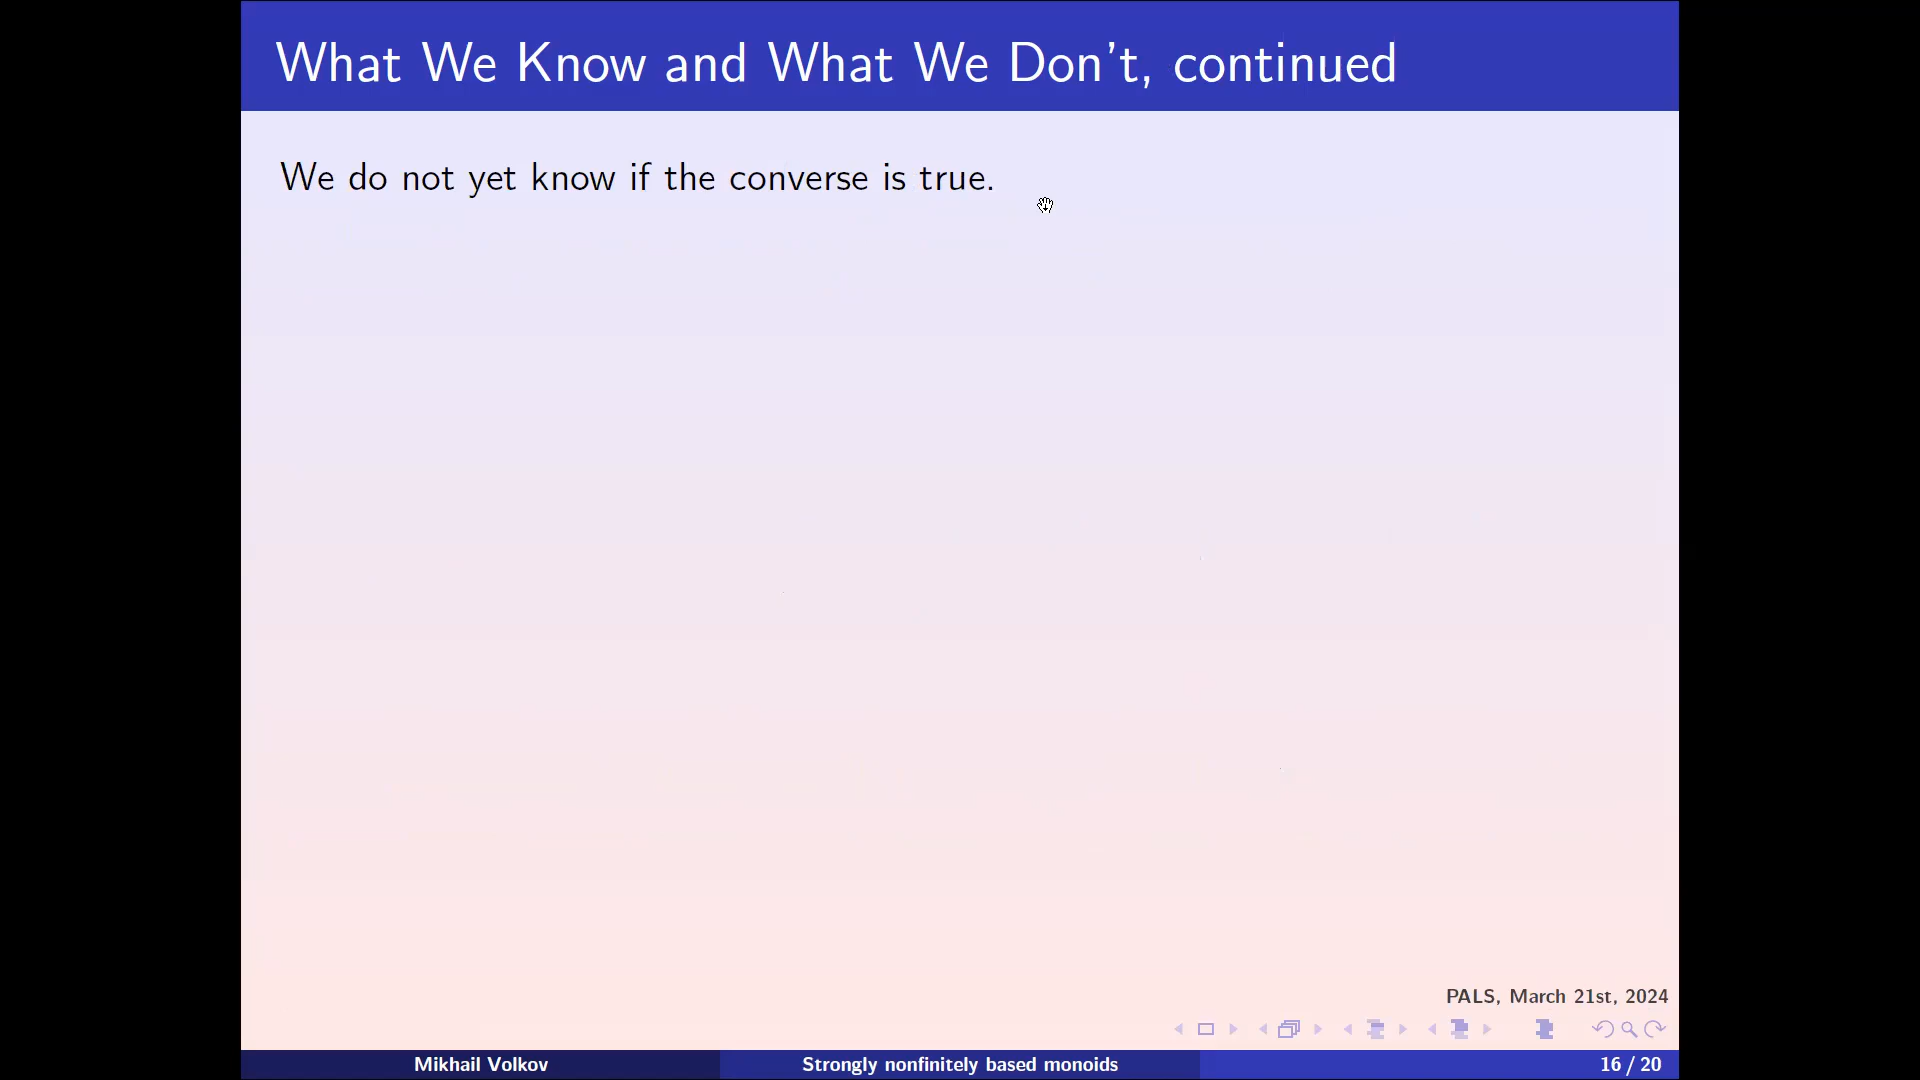 What We Know and What We Don't, continued
We do not yet know if the converse is true.
PALS, March 21st, 2024
Mikhail Volkov
Strongly nonfinitely based monoids
16 / 20